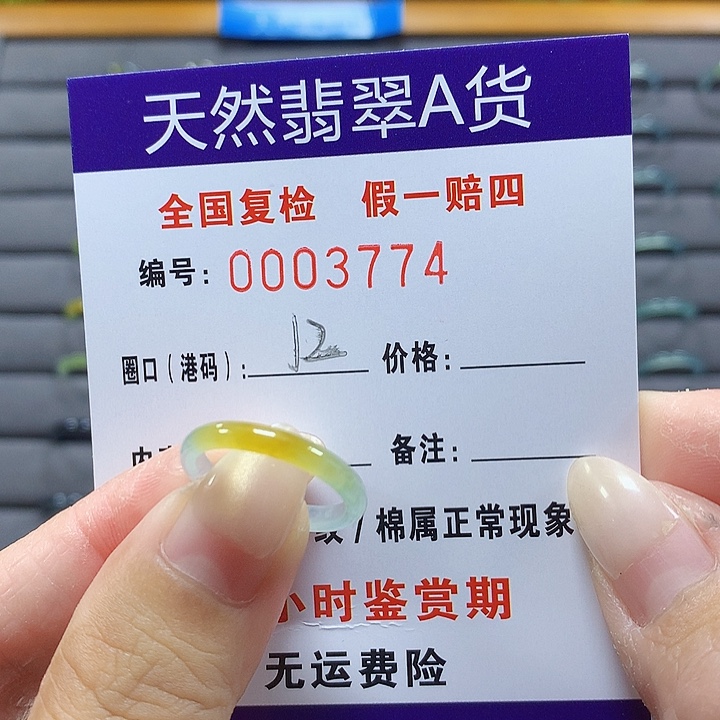 天然翡翠A货
全国复检 假一赔四
编号: 0003774
圈口(港码): 12 价格:
内 备注:
纹/棉属正常现象
小时鉴赏期
无运费险